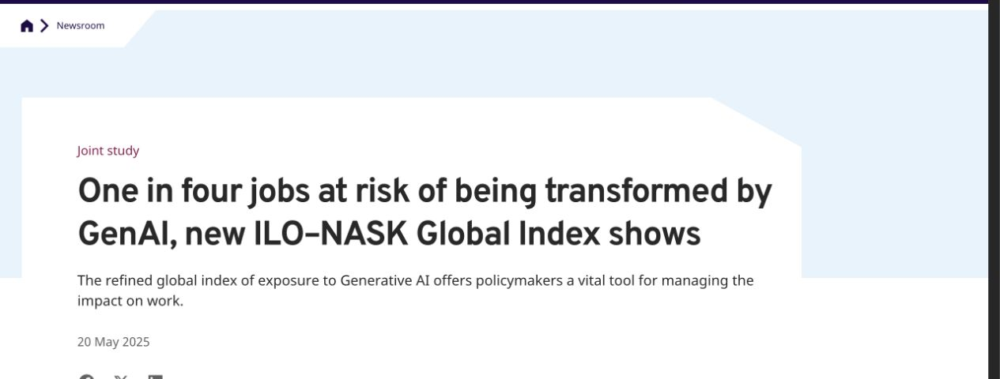 Newsroom
Joint study
One in four jobs at risk of being transformed by
GenAI, new ILO–NASK Global Index shows
The refined global index of exposure to Generative AI offers policymakers a vital tool for managing the
impact on work.
20 May 2025